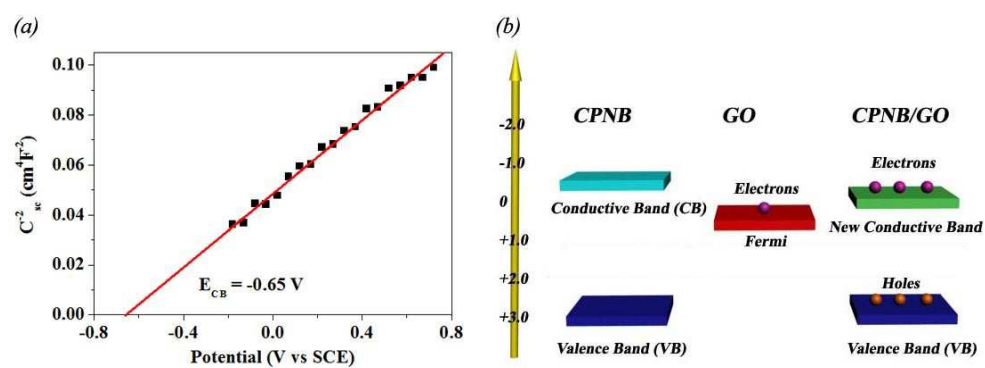 (a)
0.10
0.08
0.06
0.04
0.02
0.00
C⁻²sc (cm⁴F⁻²)
E_CB = -0.65 V
-0.8
-0.4
0.0
0.4
0.8
Potential (V vs SCE)
(b)
-2.0
-1.0
0
+1.0
+2.0
+3.0
CPNB
GO
CPNB/GO
Electrons
Electrons
Conductive Band (CB)
Fermi
New Conductive Band
Holes
Valence Band (VB)
Valence Band (VB)